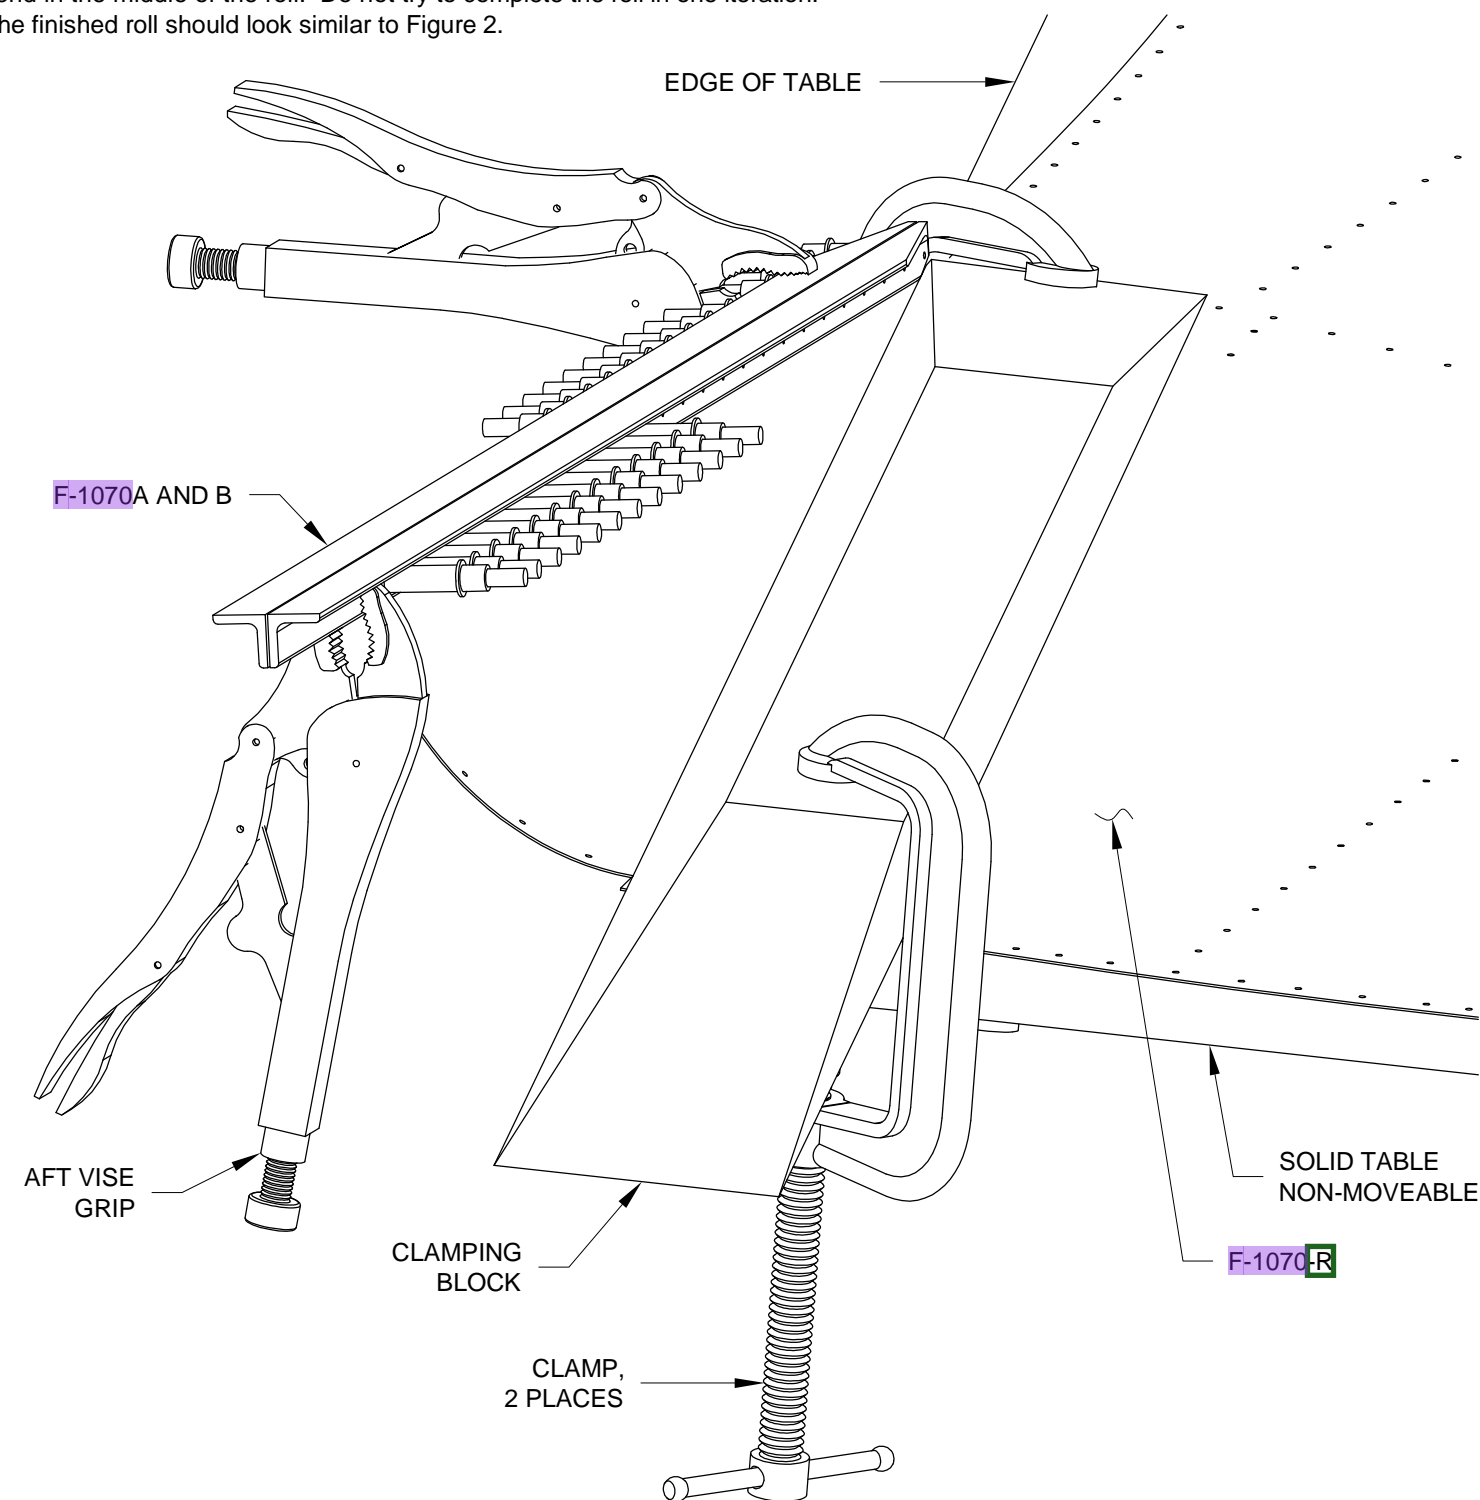 end in the middle of the roll. Do not try to complete the roll in one iteration.
The finished roll should look similar to Figure 2.
EDGE OF TABLE
F-1070A AND B
AFT VISE
GRIP
CLAMPING
BLOCK
CLAMP,
2 PLACES
SOLID TABLE
NON-MOVEABLE
F-1070-R